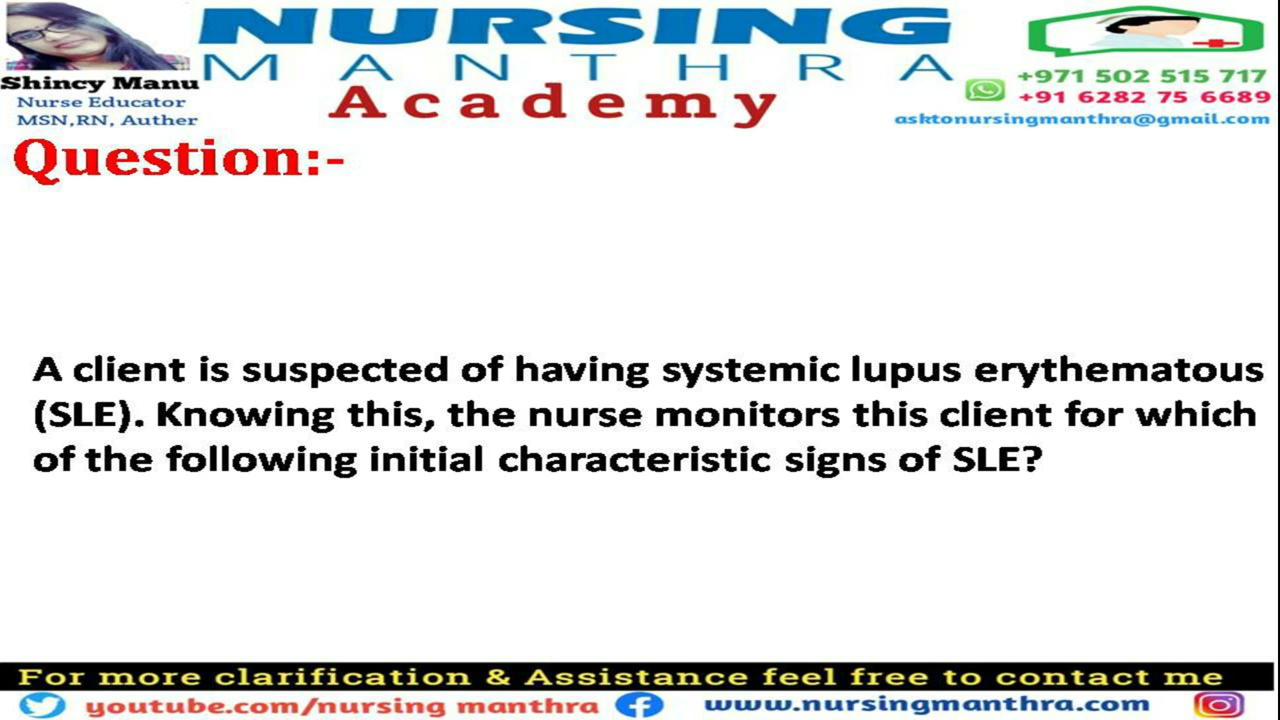 NURSING
MANTHRA
Academy
Shincy Manu
Nurse Educator
MSN,RN, Auther
+971 502 515 717
+91 6282 75 6689
asktonursingmanthra@gmail.com
Question:-
A client is suspected of having systemic lupus erythematous
(SLE). Knowing this, the nurse monitors this client for which
of the following initial characteristic signs of SLE?
For more clarification & Assistance feel free to contact me
youtube.com/nursing manthra
www.nursingmanthra.com